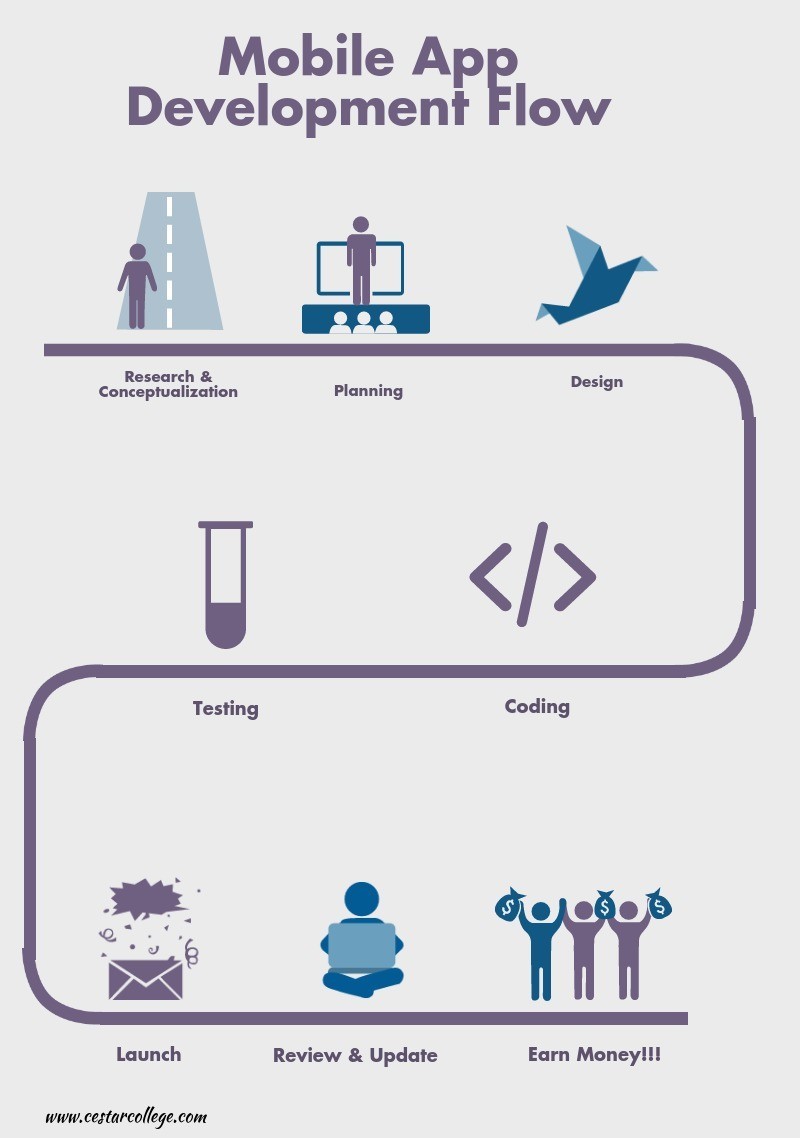 Mobile App
Development Flow
Research &
Conceptualization
Planning
Design
Testing
Coding
Launch
Review & Update
Earn Money!!!
www.cestarcollege.com